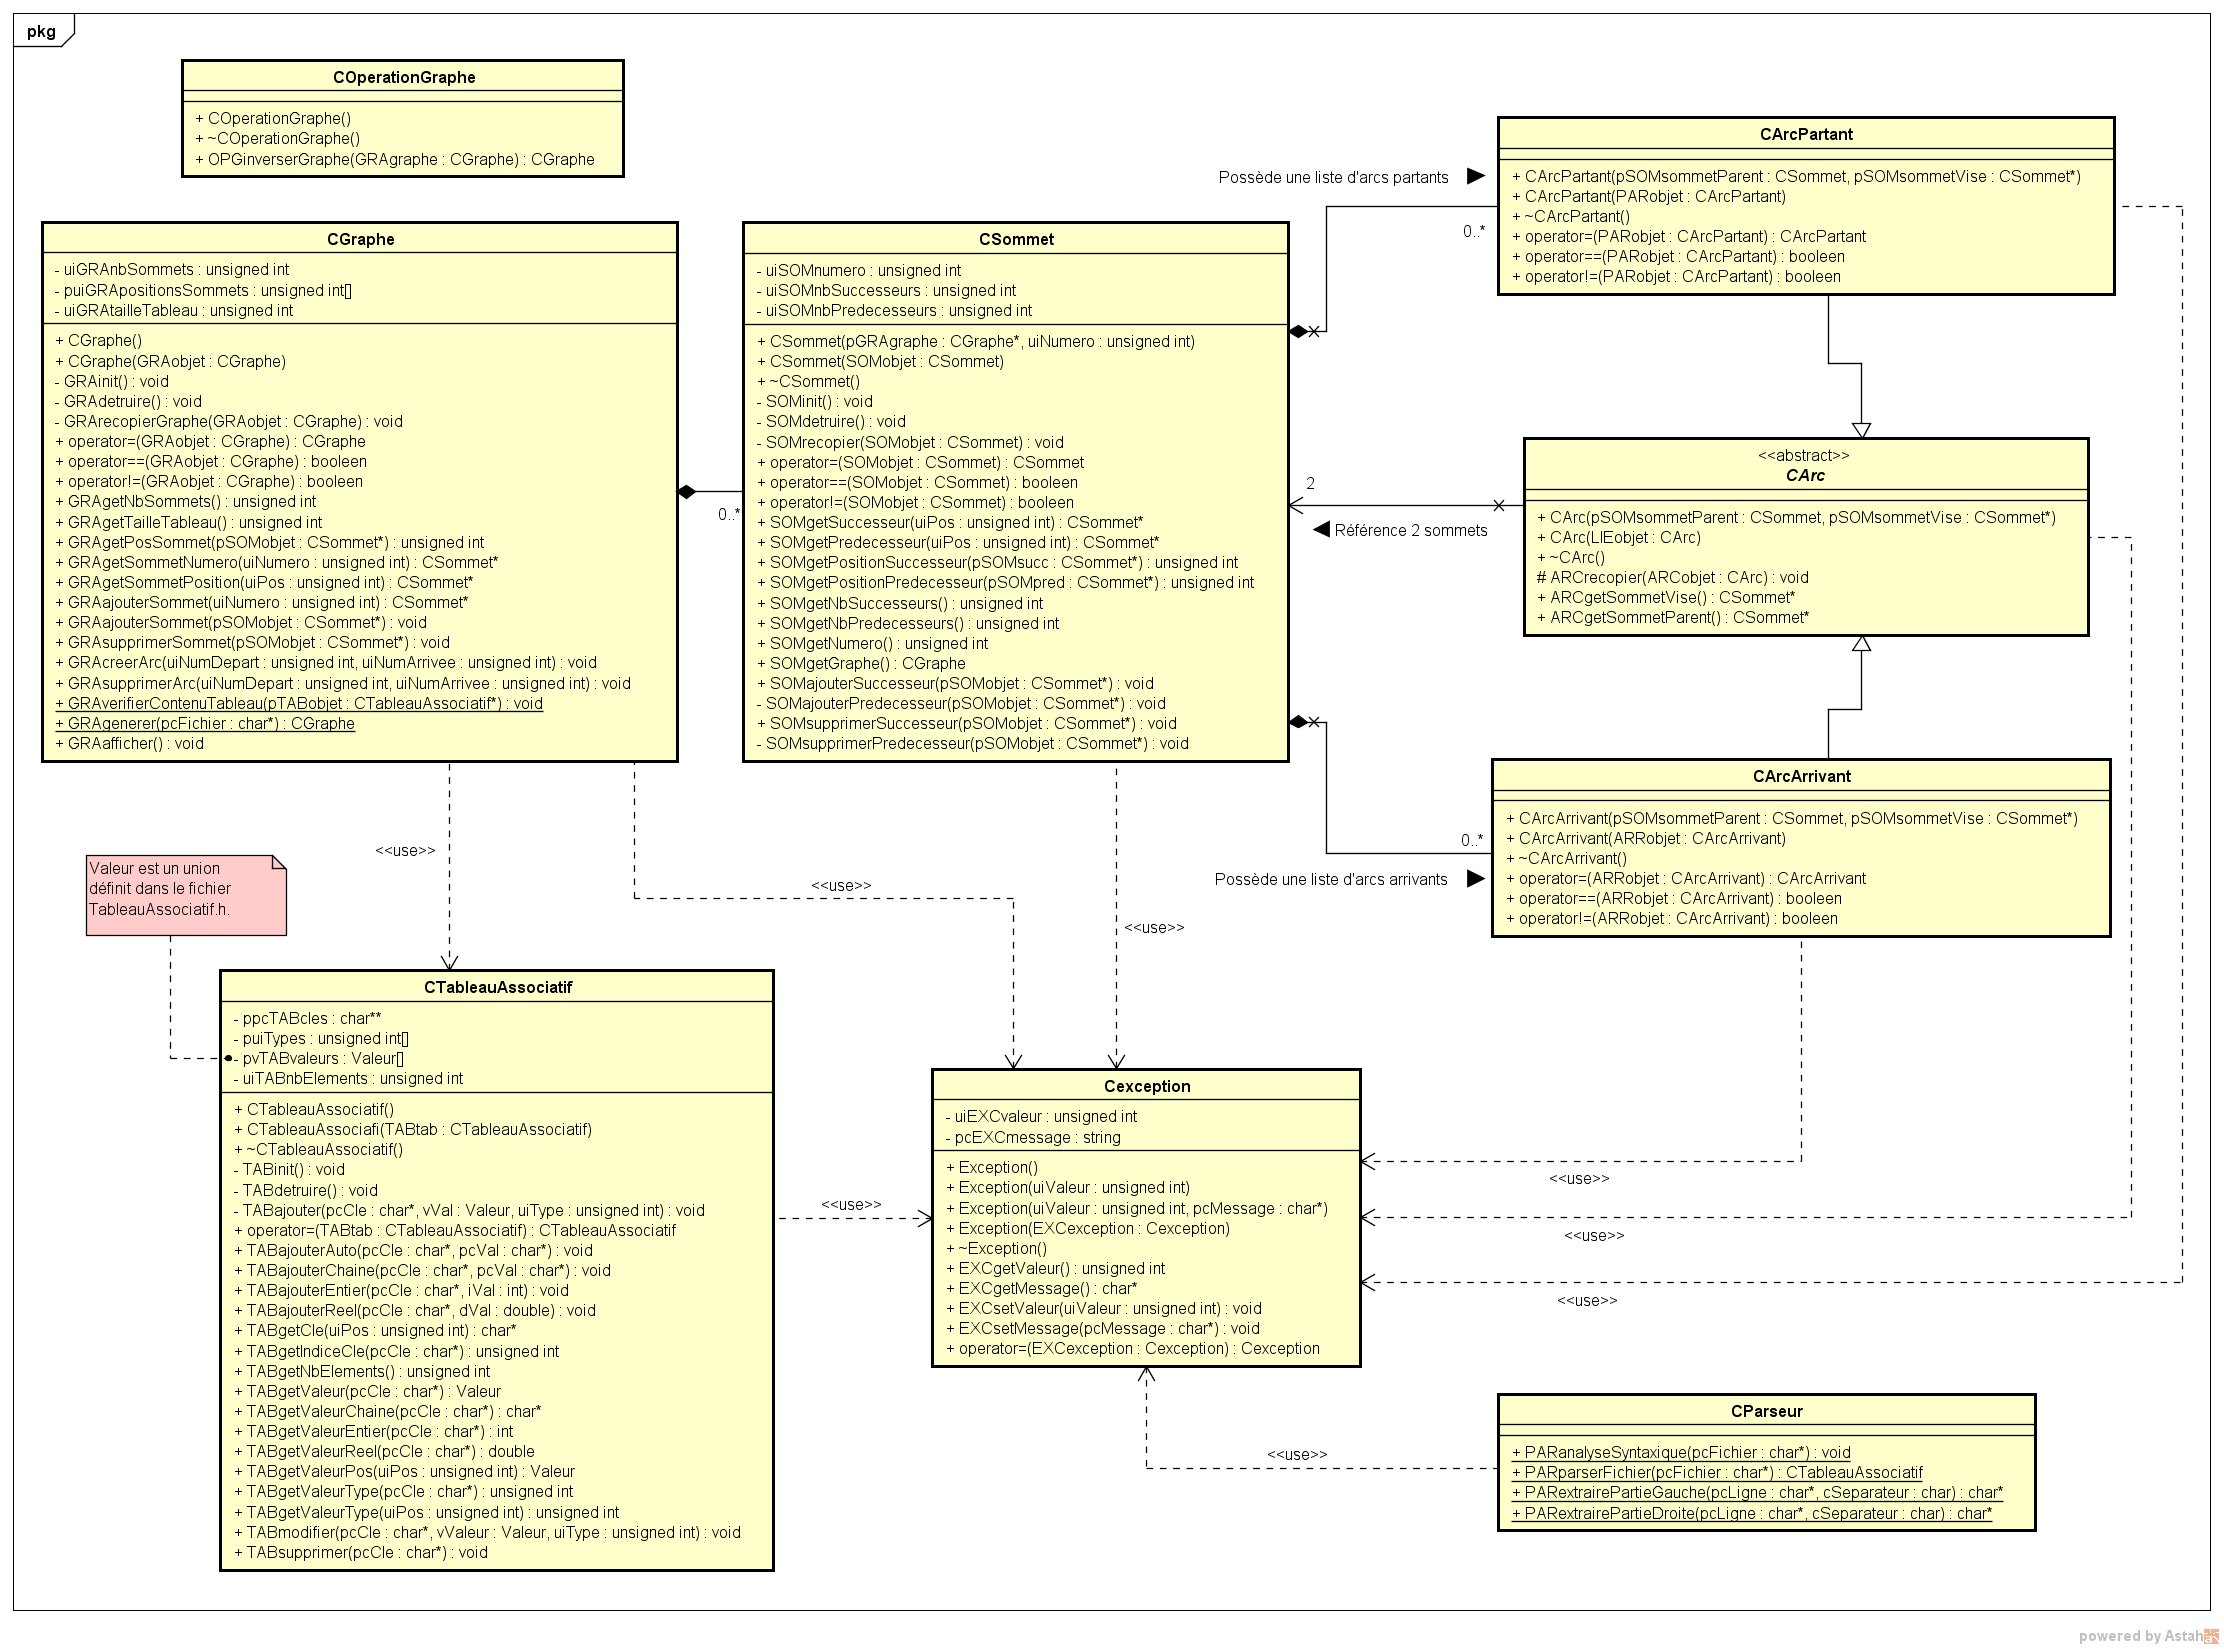 pkg
COperationGraphe
+ COperationGraphe()
+ ~COperationGraphe()
+ OPGinverserGraphe(GRAgraphe : CGraphe) : CGraphe
CGraphe
- uiGRAnbSommets : unsigned int
- puiGRApositionsSommets : unsigned int[]
- uiGRAtailleTableau : unsigned int
+ CGraphe()
+ CGraphe(GRAobjet : CGraphe)
- GRAinit() : void
- GRAdetruire() : void
- GRArecopierGraphe(GRAobjet : CGraphe) : void
+ operator=(GRAobjet : CGraphe) : CGraphe
+ operator==(GRAobjet : CGraphe) : booleen
+ operator!=(GRAobjet : CGraphe) : booleen
+ GRAgetNbSommets() : unsigned int
+ GRAgetTailleTableau() : unsigned int
+ GRAgetPosSommet(pSOMobjet : CSommet*) : unsigned int
+ GRAgetSommetNumero(uiNumero : unsigned int) : CSommet*
+ GRAgetSommetPosition(uiPos : unsigned int) : CSommet*
+ GRAajouterSommet(uiNumero : unsigned int) : CSommet*
+ GRAajouterSommet(pSOMobjet : CSommet*) : void
+ GRAsupprimerSommet(pSOMobjet : CSommet*) : void
+ GRAcreerArc(uiNumDepart : unsigned int, uiNumArrivee : unsigned int) : void
+ GRAsupprimerArc(uiNumDepart : unsigned int, uiNumArrivee : unsigned int) : void
+ GRAverifierContenuTableau(pTABobjet : CTableauAssociatif*) : void
+ GRAgenerer(pcFichier : char*) : CGraphe
+ GRAafficher() : void
0..*
CSommet
- uiSOMnumero : unsigned int
- uiSOMnbSuccesseurs : unsigned int
- uiSOMnbPredecesseurs : unsigned int
+ CSommet(pGRAgraphe : CGraphe*, uiNumero : unsigned int)
+ CSommet(SOMobjet : CSommet)
+ ~CSommet()
- SOMinit() : void
- SOMdetruire() : void
- SOMrecopier(SOMobjet : CSommet) : void
+ operator=(SOMobjet : CSommet) : CSommet
+ operator==(SOMobjet : CSommet) : booleen
+ operator!=(SOMobjet : CSommet) : booleen
+ SOMgetSuccesseur(uiPos : unsigned int) : CSommet*
+ SOMgetPredecesseur(uiPos : unsigned int) : CSommet*
+ SOMgetPositionSuccesseur(pSOMsucc : CSommet*) : unsigned int
+ SOMgetPositionPredecesseur(pSOMpred : CSommet*) : unsigned int
+ SOMgetNbSuccesseurs() : unsigned int
+ SOMgetNbPredecesseurs() : unsigned int
+ SOMgetNumero() : unsigned int
+ SOMgetGraphe() : CGraphe
+ SOMajouterSuccesseur(pSOMobjet : CSommet*) : void
- SOMajouterPredecesseur(pSOMobjet : CSommet*) : void
+ SOMsupprimerSuccesseur(pSOMobjet : CSommet*) : void
- SOMsupprimerPredecesseur(pSOMobjet : CSommet*) : void
Possède une liste d'arcs partants
0..*
CArcPartant
+ CArcPartant(pSOMsommetParent : CSommet, pSOMsommetVise : CSommet*)
+ CArcPartant(PARobjet : CArcPartant)
+ ~CArcPartant()
+ operator=(PARobjet : CArcPartant) : CArcPartant
+ operator==(PARobjet : CArcPartant) : booleen
+ operator!=(PARobjet : CArcPartant) : booleen
2
Référence 2 sommets
<<abstract>>
CArc
+ CArc(pSOMsommetParent : CSommet, pSOMsommetVise : CSommet*)
+ CArc(LIEobjet : CArc)
+ ~CArc()
# ARCrecopier(ARCobjet : CArc) : void
+ ARCgetSommetVise() : CSommet*
+ ARCgetSommetParent() : CSommet*
0..*
Possède une liste d'arcs arrivants
CArcArrivant
+ CArcArrivant(pSOMsommetParent : CSommet, pSOMsommetVise : CSommet*)
+ CArcArrivant(ARRobjet : CArcArrivant)
+ ~CArcArrivant()
+ operator=(ARRobjet : CArcArrivant) : CArcArrivant
+ operator==(ARRobjet : CArcArrivant) : booleen
+ operator!=(ARRobjet : CArcArrivant) : booleen
<<use>>
<<use>>
<<use>>
Valeur est un union
définit dans le fichier
TableauAssociatif.h.
CTableauAssociatif
- ppcTABcles : char**
- puiTypes : unsigned int[]
- pvTABvaleurs : Valeur[]
- uiTABnbElements : unsigned int
+ CTableauAssociatif()
+ CTableauAssociafi(TABtab : CTableauAssociatif)
+ ~CTableauAssociatif()
- TABinit() : void
- TABdetruire() : void
- TABajouter(pcCle : char*, vVal : Valeur, uiType : unsigned int) : void
+ operator=(TABtab : CTableauAssociatif) : CTableauAssociatif
+ TABajouterAuto(pcCle : char*, pcVal : char*) : void
+ TABajouterChaine(pcCle : char*, pcVal : char*) : void
+ TABajouterEntier(pcCle : char*, iVal : int) : void
+ TABajouterReel(pcCle : char*, dVal : double) : void
+ TABgetCle(uiPos : unsigned int) : char*
+ TABgetIndiceCle(pcCle : char*) : unsigned int
+ TABgetNbElements() : unsigned int
+ TABgetValeur(pcCle : char*) : Valeur
+ TABgetValeurChaine(pcCle : char*) : char*
+ TABgetValeurEntier(pcCle : char*) : int
+ TABgetValeurReel(pcCle : char*) : double
+ TABgetValeurPos(uiPos : unsigned int) : Valeur
+ TABgetValeurType(pcCle : char*) : unsigned int
+ TABgetValeurType(uiPos : unsigned int) : unsigned int
+ TABmodifier(pcCle : char*, vValeur : Valeur, uiType : unsigned int) : void
+ TABsupprimer(pcCle : char*) : void
<<use>>
Cexception
- uiEXCvaleur : unsigned int
- pcEXCmessage : string
+ Exception()
+ Exception(uiValeur : unsigned int)
+ Exception(uiValeur : unsigned int, pcMessage : char*)
+ Exception(EXCexception : Cexception)
+ ~Exception()
+ EXCgetValeur() : unsigned int
+ EXCgetMessage() : char*
+ EXCsetValeur(uiValeur : unsigned int) : void
+ EXCsetMessage(pcMessage : char*) : void
+ operator=(EXCexception : Cexception) : Cexception
<<use>>
<<use>>
<<use>>
<<use>>
CParseur
+ PARanalyseSyntaxique(pcFichier : char*) : void
+ PARparserFichier(pcFichier : char*) : CTableauAssociatif
+ PARextrairePartieGauche(pcLigne : char*, cSeparateur : char) : char*
+ PARextrairePartieDroite(pcLigne : char*, cSeparateur : char) : char*
powered by Astah